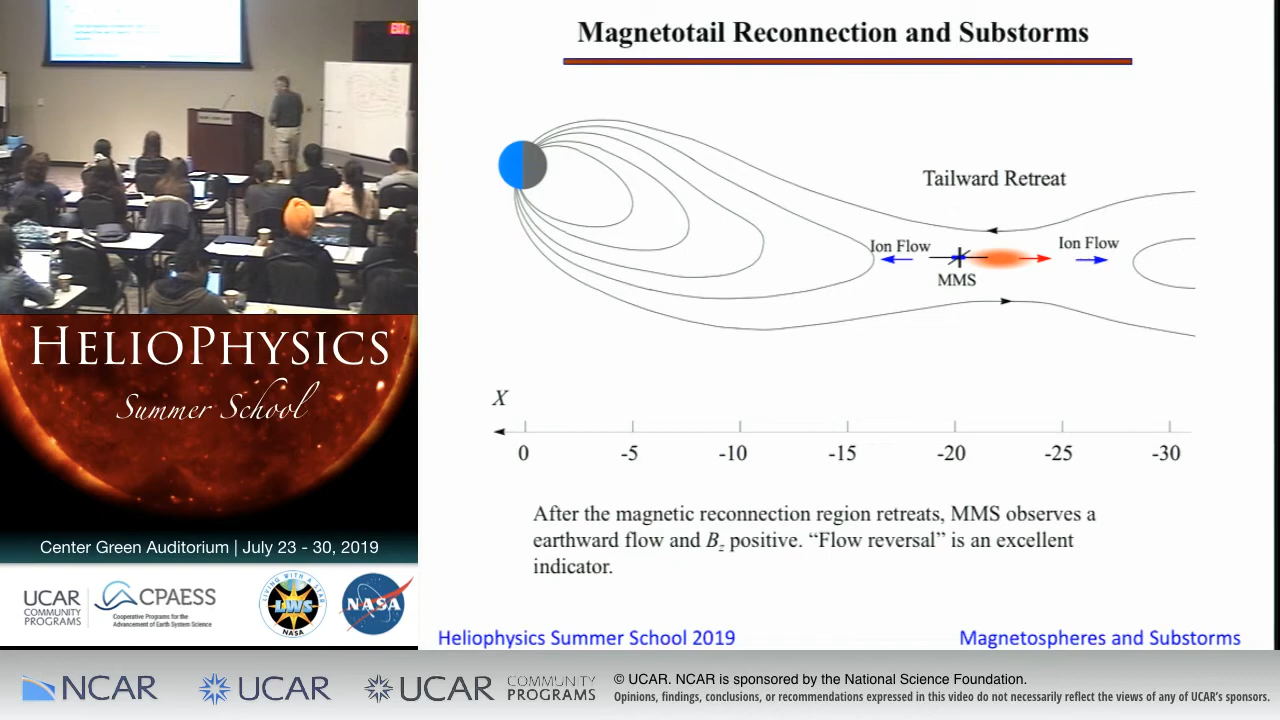 Magnetotail Reconnection and Substorms
EXIT
Tailward Retreat
Ion Flow
Ion Flow
MMS
X
0 -5 -10 -15 -20 -25 -30
After the magnetic reconnection region retreats, MMS observes a
earthward flow and Bz positive. “Flow reversal” is an excellent
indicator.
Heliophysics Summer School 2019
Magnetospheres and Substorms
HELIOPHYSICS
Summer School
Center Green Auditorium | July 23 - 30, 2019
UCAR
COMMUNITY
PROGRAMS
CPAESS
Cooperative Programs for the
Advancement of Earth System Science
LIVING WITH A STAR
LWS
NASA
NASA
NCAR
UCAR
UCAR
COMMUNITY
PROGRAMS
© UCAR. NCAR is sponsored by the National Science Foundation.
Opinions, findings, conclusions, or recommendations expressed in this video do not necessarily reflect the views of any of UCAR's sponsors.